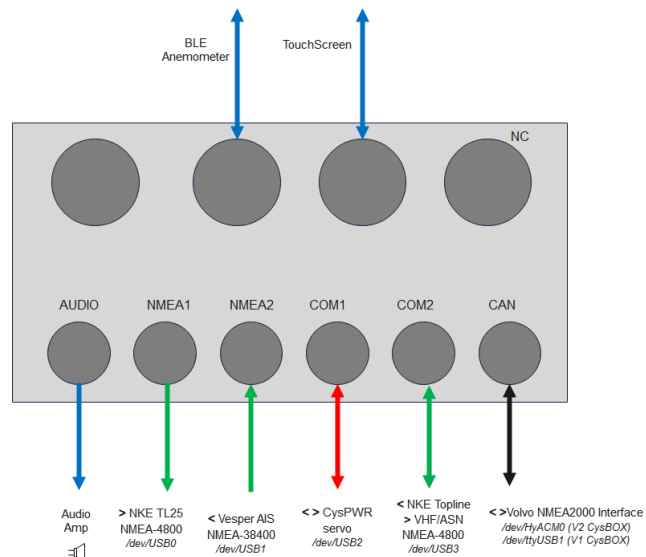 BLE
Anemometer
TouchScreen
NC
AUDIO
NMEA1
NMEA2
COM1
COM2
CAN
Audio
Amp
> NKE TL25
NMEA-4800
/dev/USB0
< Vesper AIS
NMEA-38400
/dev/USB1
< > CysPWR
servo
/dev/USB2
< NKE Topline
> VHF/ASN
NMEA-4800
/dev/USB3
< >Volvo NMEA2000 Interface
/dev/HyACM0 (V2 CysBOX)
/dev/ttyUSB1 (V1 CysBOX)